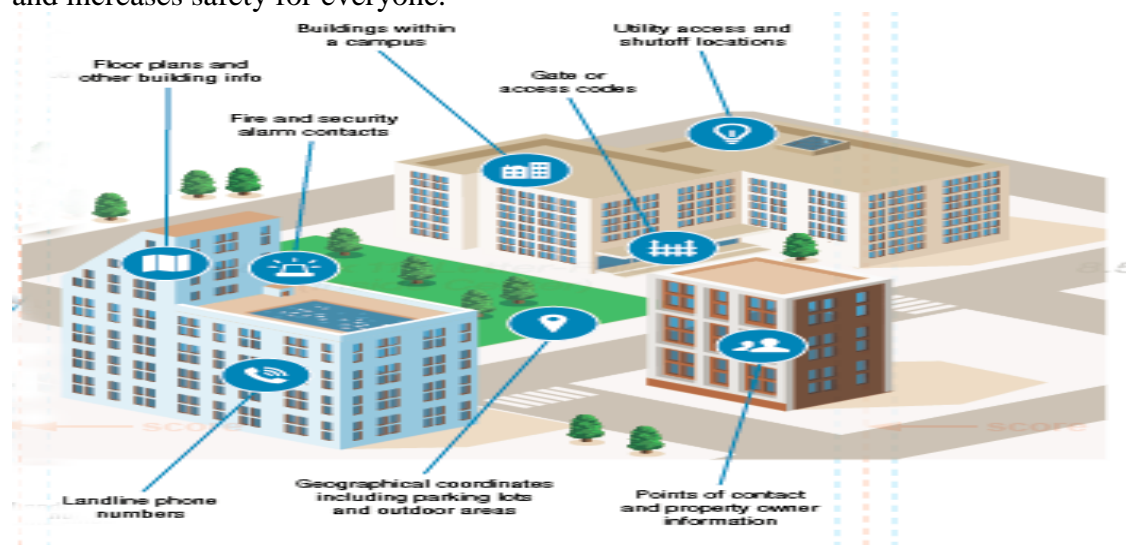 and increases safety for everyone.
Buildings within
a campus
Utility access and
shutoff locations
Floor plans and
other building info
Gate or
access codes
Fire and security
alarm contacts
score
score
Landline phone
numbers
Geographical coordinates
including parking lots
and outdoor areas
Points of contact
and property owner
information